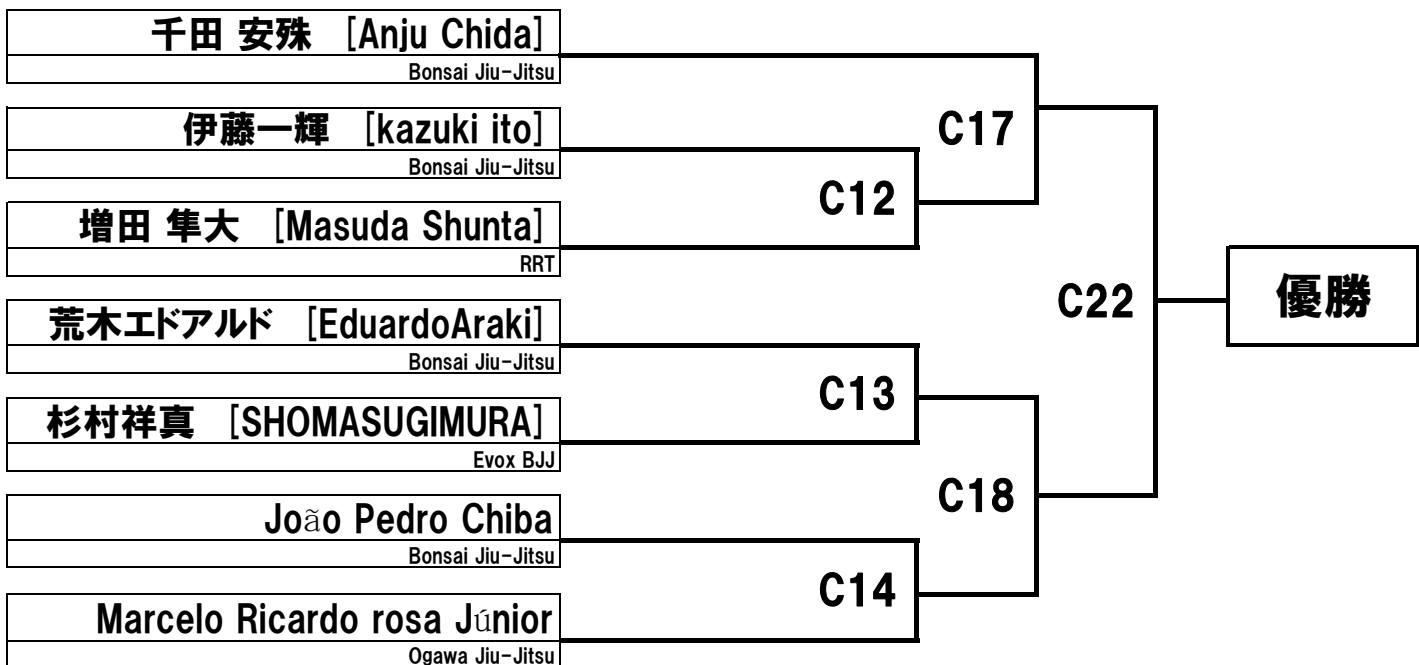 千田 安殊　[Anju Chida]
Bonsai Jiu-Jitsu
伊藤一輝　[kazuki ito]
Bonsai Jiu-Jitsu
増田 隼大　[Masuda Shunta]
RRT
荒木エドアルド　[EduardoAraki]
Bonsai Jiu-Jitsu
杉村祥真　[SHOMASUGIMURA]
Evox BJJ
João Pedro Chiba
Bonsai Jiu-Jitsu
Marcelo Ricardo rosa Júnior
Ogawa Jiu-Jitsu
C12
C13
C14
C17
C18
C22
優勝